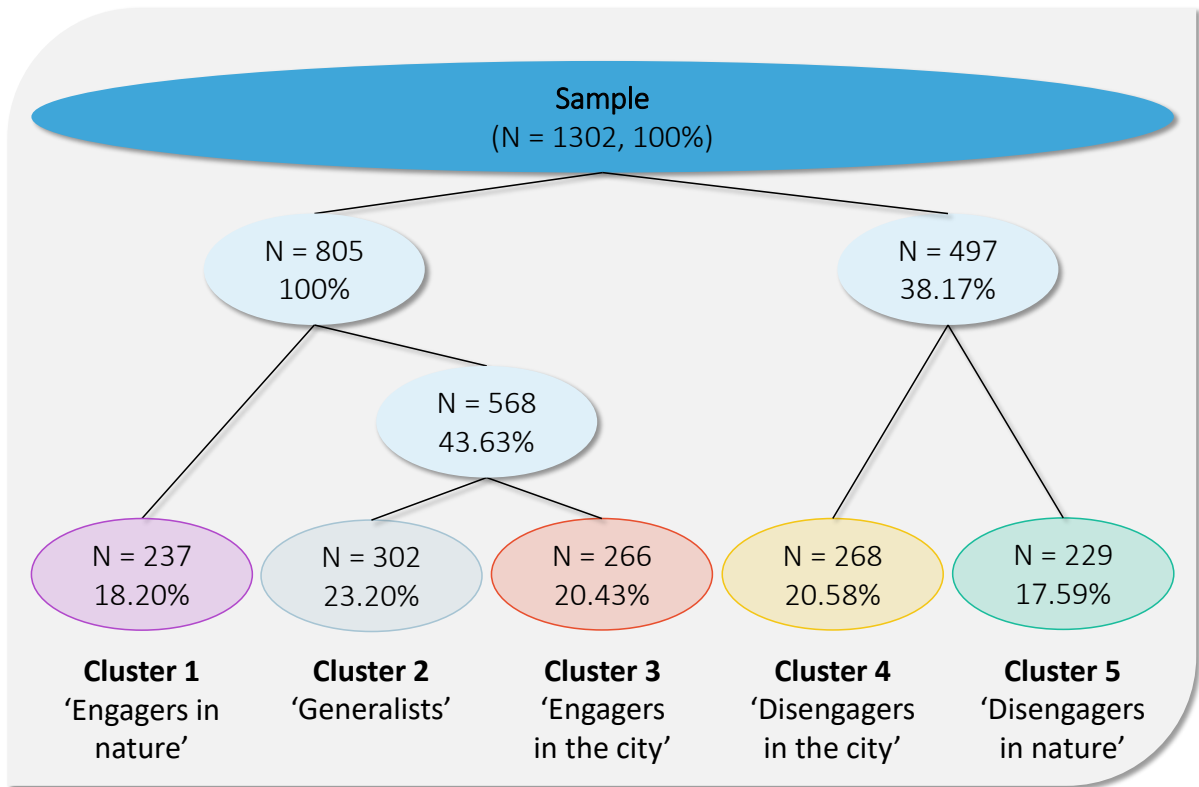 Sample
(N = 1302, 100%)
N = 805
100%
N = 497
38.17%
N = 568
43.63%
N = 237
18.20%
N = 302
23.20%
N = 266
20.43%
N = 268
20.58%
N = 229
17.59%
Cluster 1
‘Engagers in
nature’
Cluster 2
‘Generalists’
Cluster 3
‘Engagers
in the city’
Cluster 4
‘Disengagers
in the city’
Cluster 5
‘Disengagers
in nature’